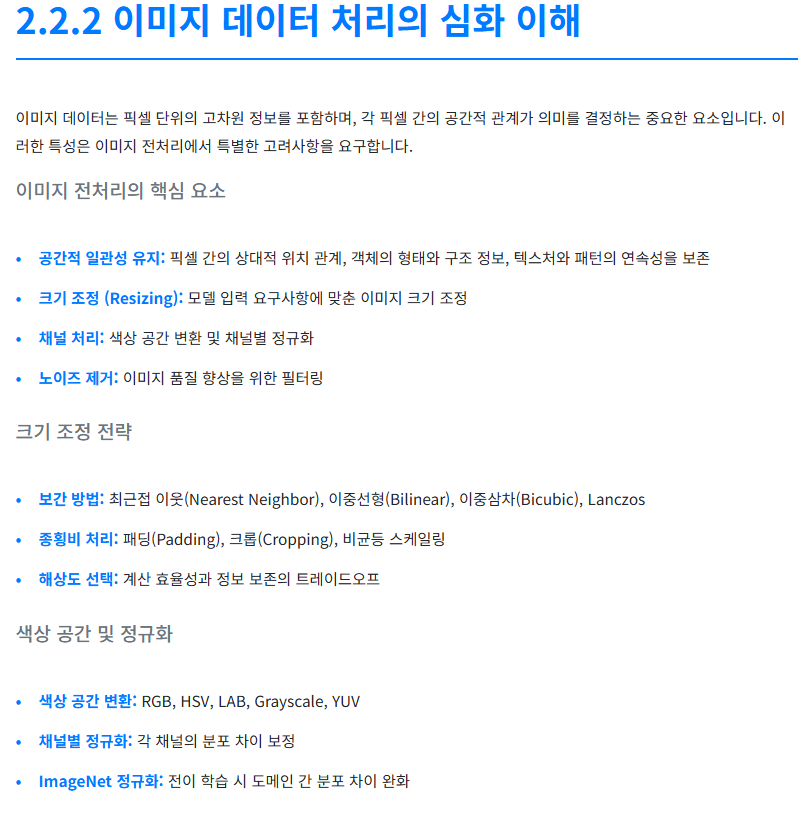 2.2.2 이미지 데이터 처리의 심화 이해
이미지 데이터는 픽셀 단위의 고차원 정보를 포함하며, 각 픽셀 간의 공간적 관계가 의미를 결정하는 중요한 요소입니다. 이
러한 특성은 이미지 전처리에서 특별한 고려사항을 요구합니다.
이미지 전처리의 핵심 요소
• 공간적 일관성 유지: 픽셀 간의 상대적 위치 관계, 객체의 형태와 구조 정보, 텍스처와 패턴의 연속성을 보존
• 크기 조정 (Resizing): 모델 입력 요구사항에 맞춘 이미지 크기 조정
• 채널 처리: 색상 공간 변환 및 채널별 정규화
• 노이즈 제거: 이미지 품질 향상을 위한 필터링
크기 조정 전략
• 보간 방법: 최근접 이웃(Nearest Neighbor), 이중선형(Bilinear), 이중삼차(Bicubic), Lanczos
• 종횡비 처리: 패딩(Padding), 크롭(Cropping), 비균등 스케일링
• 해상도 선택: 계산 효율성과 정보 보존의 트레이드오프
색상 공간 및 정규화
• 색상 공간 변환: RGB, HSV, LAB, Grayscale, YUV
• 채널별 정규화: 각 채널의 분포 차이 보정
• ImageNet 정규화: 전이 학습 시 도메인 간 분포 차이 완화